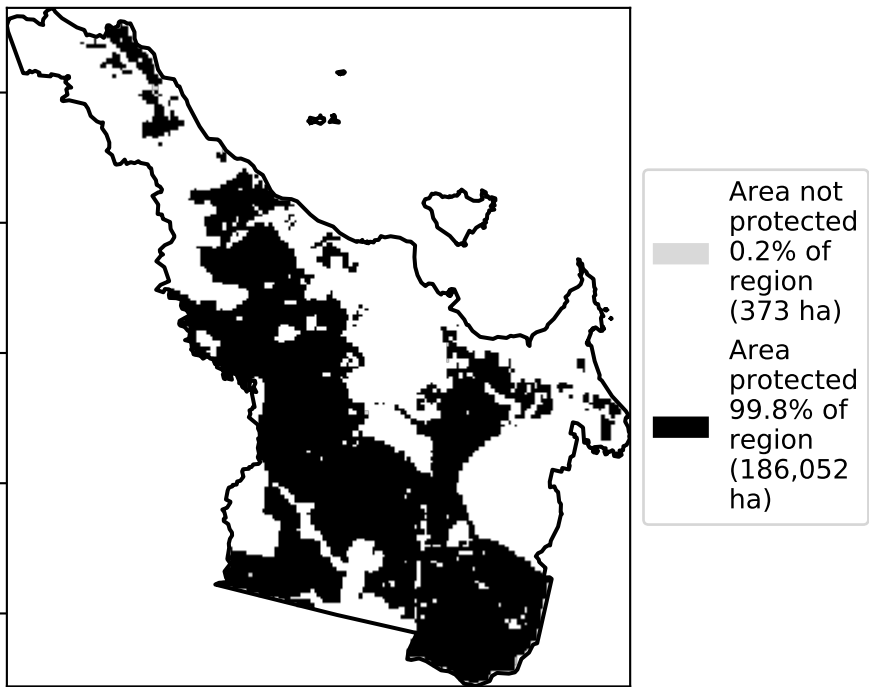 Area not
protected
0.2% of
region
(373 ha)
Area
protected
99.8% of
region
(186,052
ha)